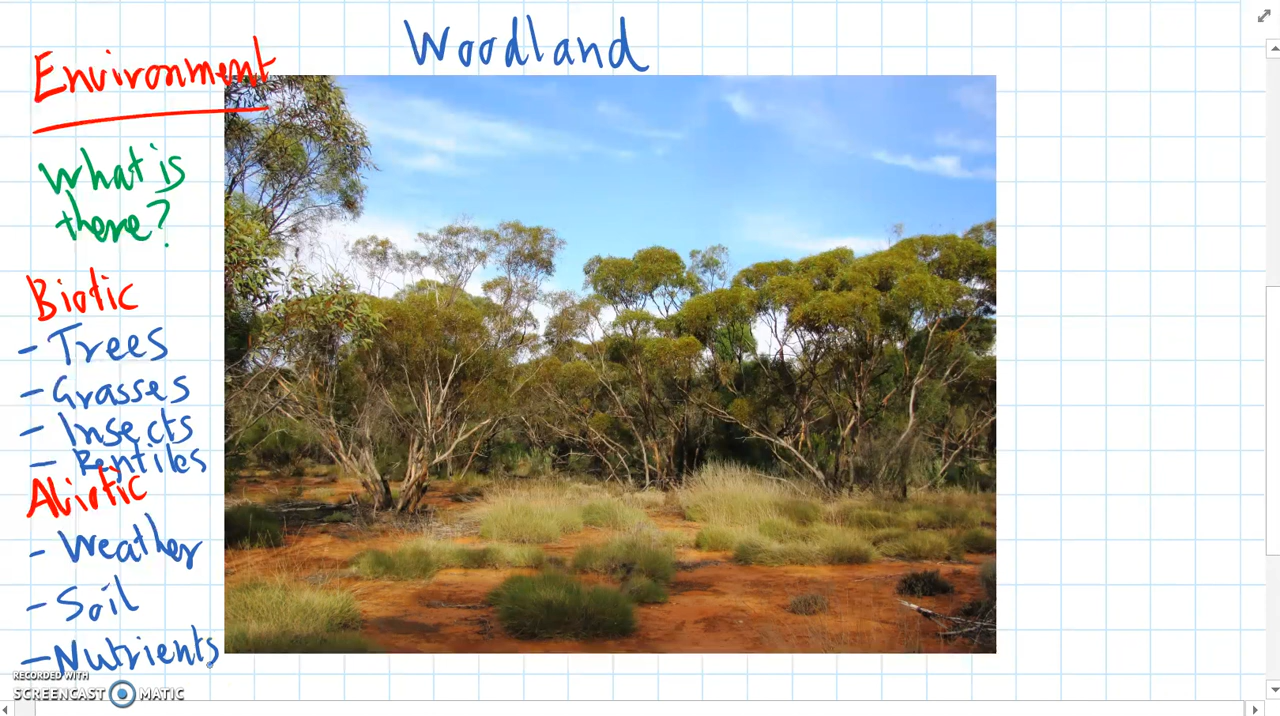 Woodland
Environment
What is
there?
Biotic
- Trees
- Grasses
- Insects
- Reptiles
Abiotic
- Weather
- Soil
- Nutrients
RECORDED WITH
SCREENCAST MATIC